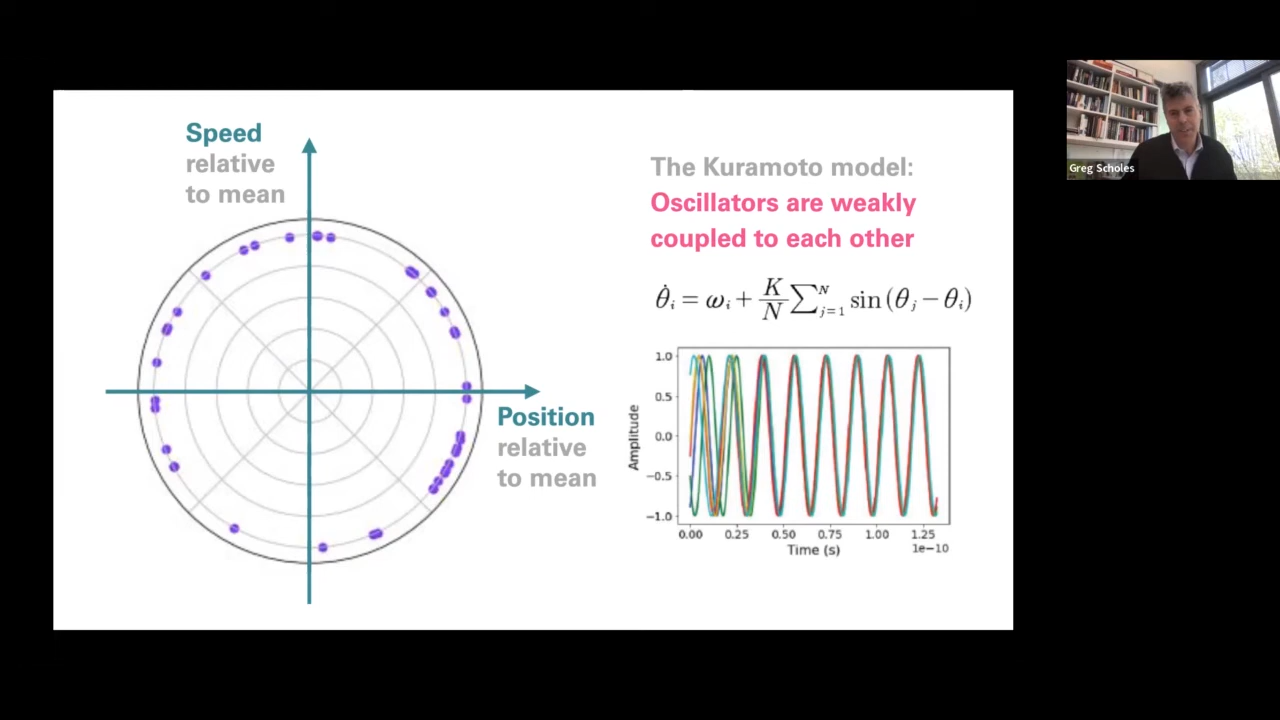 Speed
relative
to mean
Position
relative
to mean
The Kuramoto model:
Oscillators are weakly
coupled to each other
θ̇ᵢ = ωᵢ + K/N ∑ᴺⱼ₌₁ sin (θⱼ − θᵢ)
1.0
0.5
0.0
−0.5
−1.0
Amplitude
0.00 0.25 0.50 0.75 1.00 1.25
Time (s)
1e−10
Greg Scholes